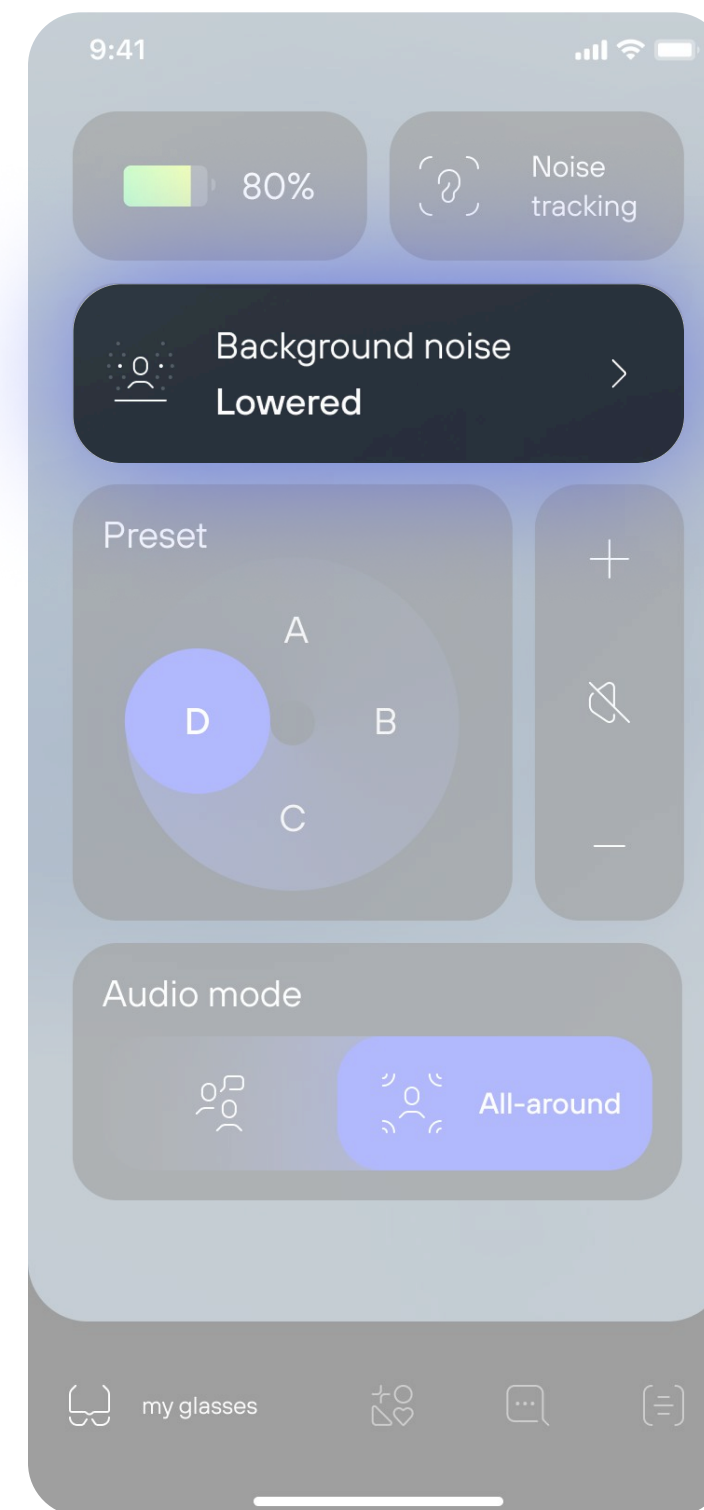 9:41
80%
Noise
tracking
Background noise
Lowered
Preset
A
D
B
C
Audio mode
All-around
my glasses